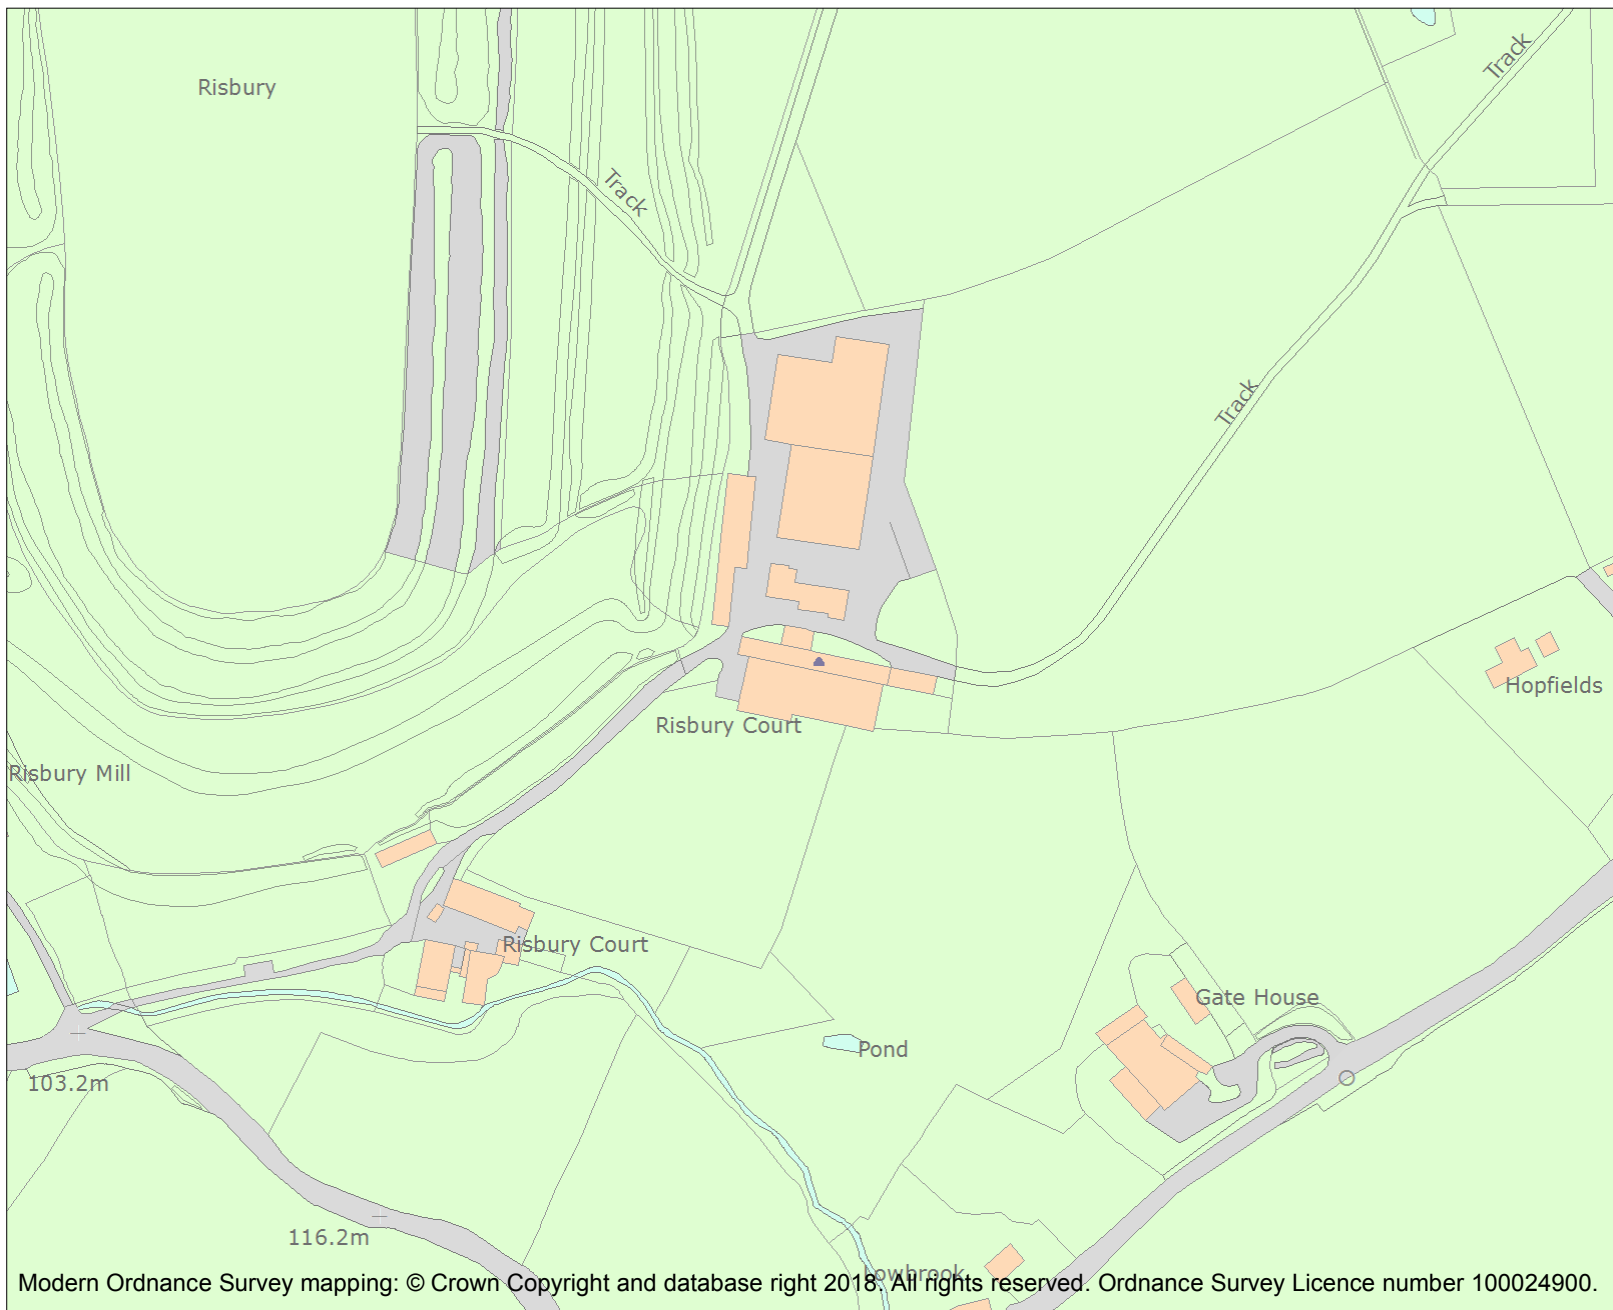 Track
Risbury
Track
Track
Hopfields
Risbury Court
Risbury Mill
Risbury Court
Gate House
Pond
103.2m
116.2m
Lowbrook
Modern Ordnance Survey mapping: © Crown Copyright and database right 2018. All rights reserved. Ordnance Survey Licence number 100024900.